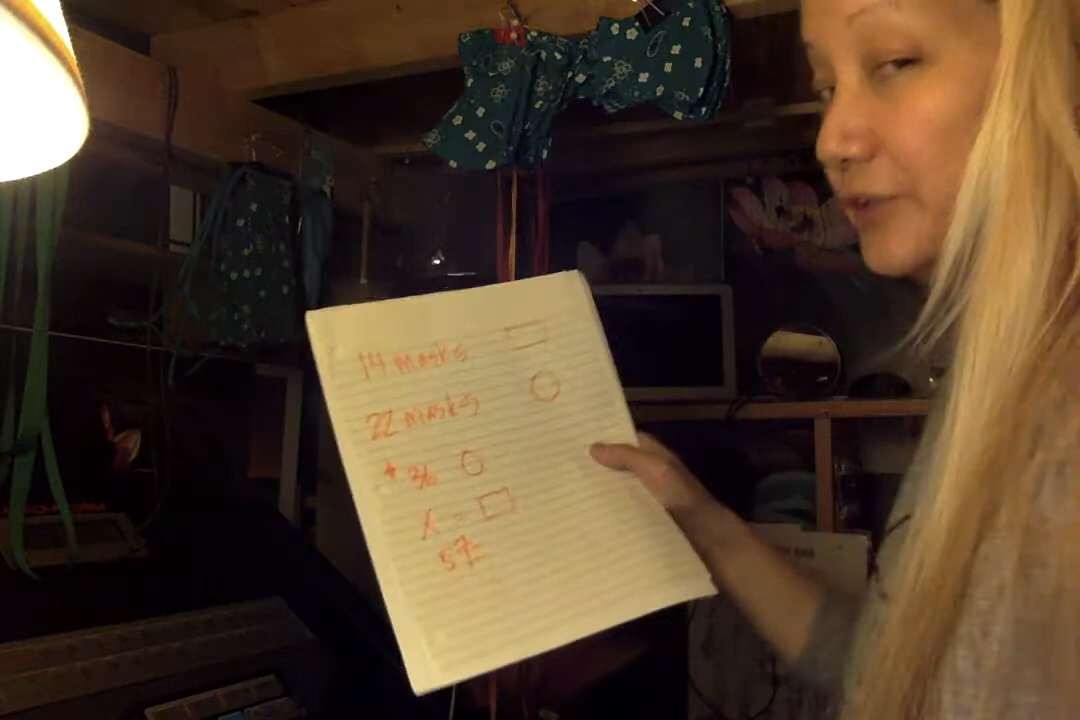 14 masks
22 masks
+ 36
X =
57=